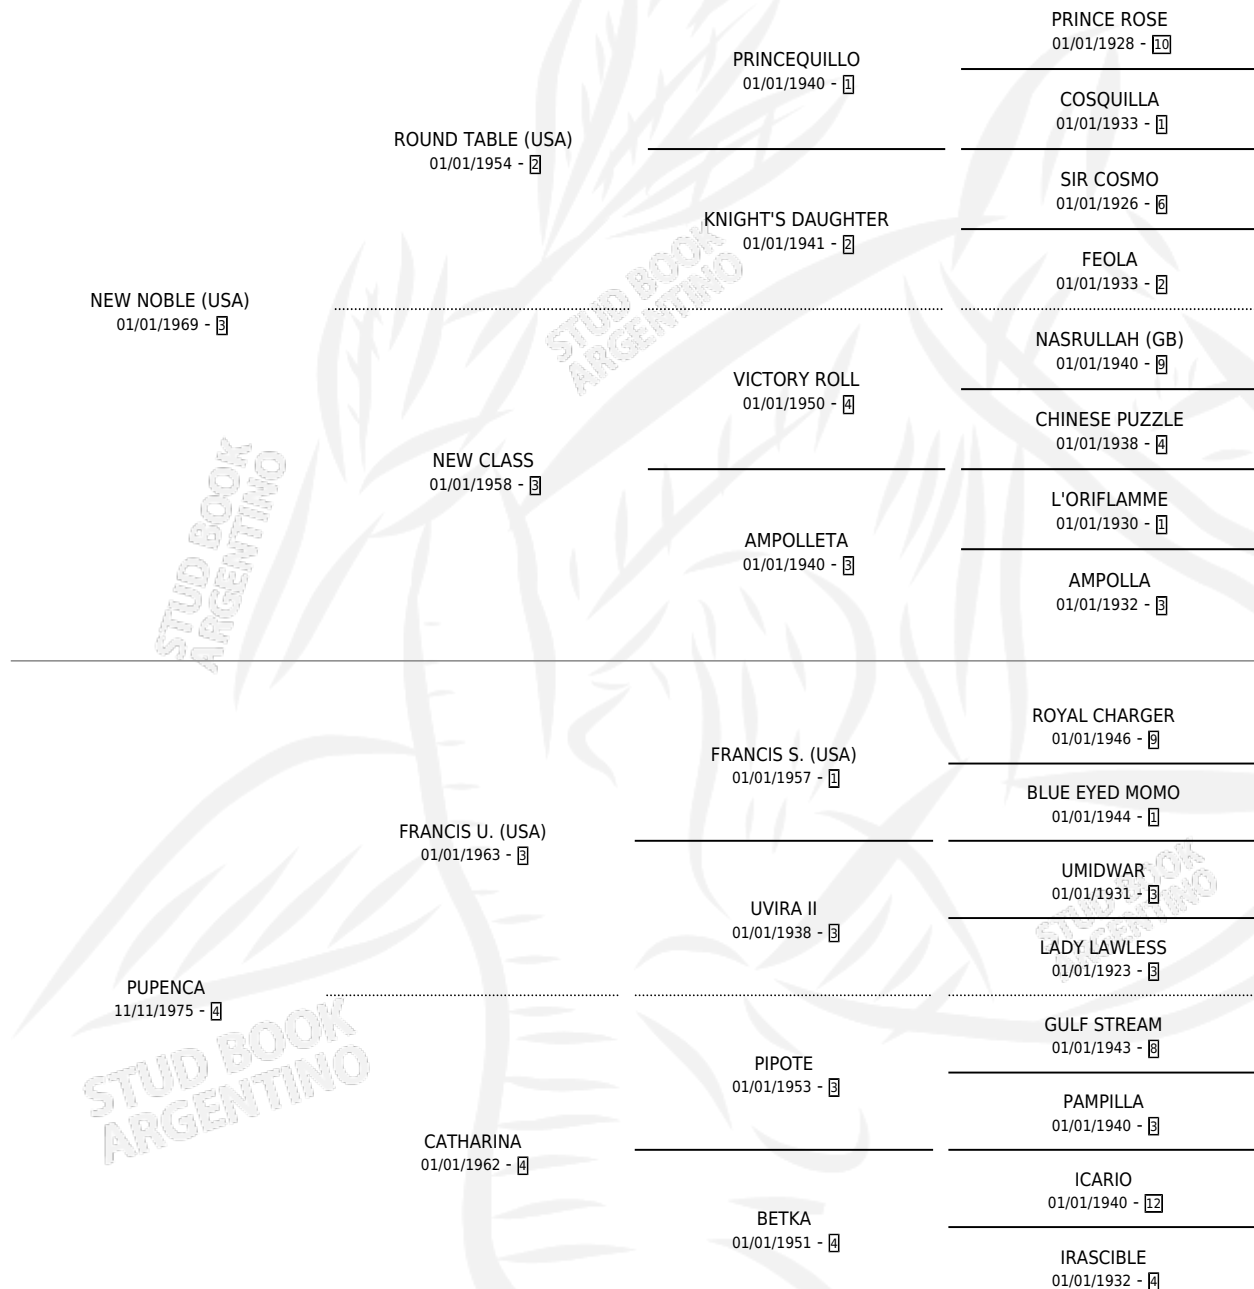 PRINCE ROSE
01/01/1928 - 10
PRINCEQUILLO
01/01/1940 - 1
COSQUILLA
01/01/1933 - 1
ROUND TABLE (USA)
01/01/1954 - 2
SIR COSMO
01/01/1926 - 6
KNIGHT'S DAUGHTER
01/01/1941 - 2
FEOLA
01/01/1933 - 2
NEW NOBLE (USA)
01/01/1969 - 3
STUD BOOK
ARGENTINO
NASRULLAH (GB)
01/01/1940 - 9
VICTORY ROLL
01/01/1950 - 4
CHINESE PUZZLE
01/01/1938 - 4
NEW CLASS
01/01/1958 - 3
L'ORIFLAMME
01/01/1930 - 1
AMPOLLETA
01/01/1940 - 3
AMPOLLA
01/01/1932 - 3
STUD BOOK
ARGENTINO
ROYAL CHARGER
01/01/1946 - 9
FRANCIS S. (USA)
01/01/1957 - 1
BLUE EYED MOMO
01/01/1944 - 1
FRANCIS U. (USA)
01/01/1963 - 3
UMIDWAR
01/01/1931 - 3
UVIRA II
01/01/1938 - 3
STUD BOOK
ARGENTINO
LADY LAWLESS
01/01/1923 - 3
PUPENCA
11/11/1975 - 4
GULF STREAM
01/01/1943 - 8
PIPOTE
01/01/1953 - 3
STUD BOOK
ARGENTINO
PAMPILLA
01/01/1940 - 3
CATHARINA
01/01/1962 - 4
ICARIO
01/01/1940 - 12
BETKA
01/01/1951 - 4
IRASCIBLE
01/01/1932 - 4